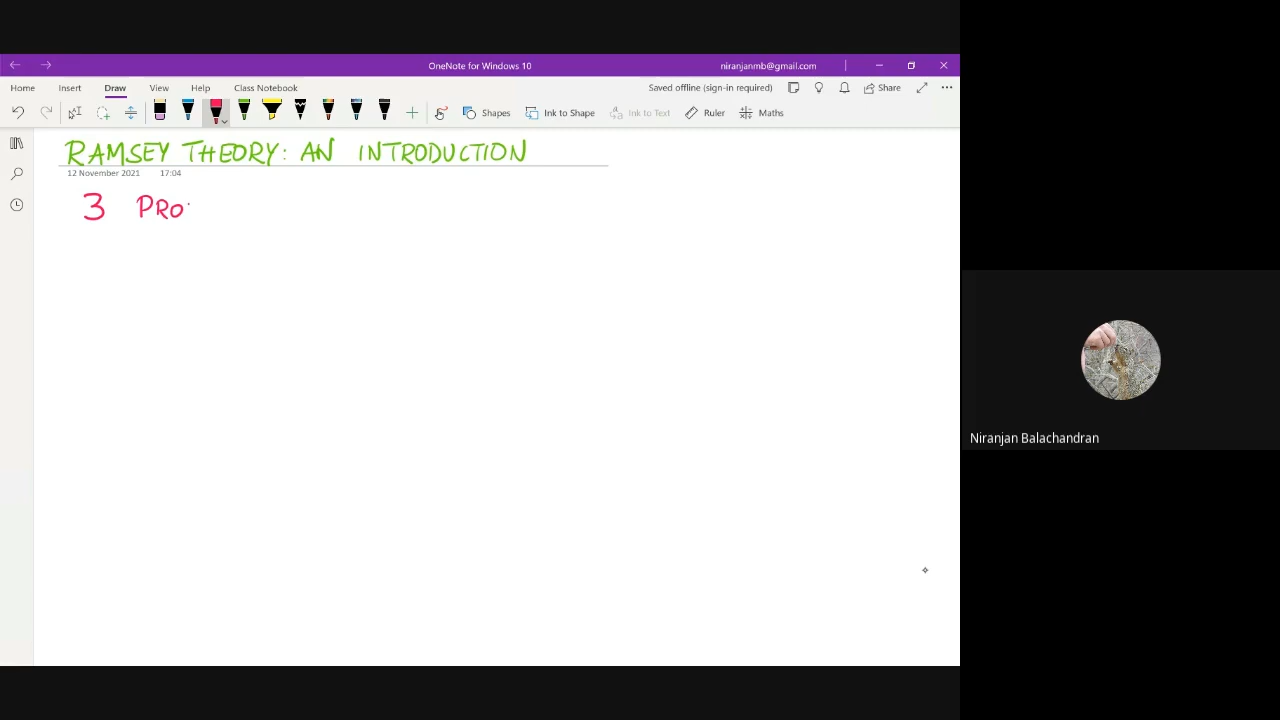 OneNote for Windows 10
niranjanmb@gmail.com
Home Insert Draw View Help Class Notebook
Saved offline (sign-in required)
Share
Shapes Ink to Shape Ink to Text Ruler Maths
RAMSEY THEORY: AN INTRODUCTION
12 November 2021 17:04
3 PRO
Niranjan Balachandran